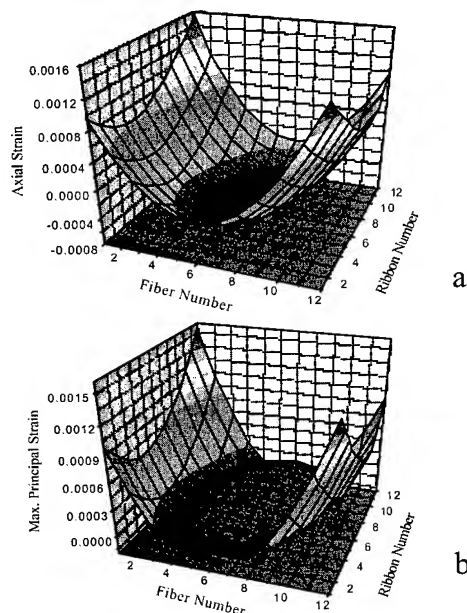 0.0016
0.0012
0.0008
0.0004
0.0000
-0.0004
-0.0008
Axial Strain
2 4 6 8 10 12
Fiber Number
2 4 6 8 10 12
Ribbon Number
a
0.0015
0.0012
0.0009
0.0006
0.0003
0.0000
Max. Principal Strain
2 4 6 8 10 12
Fiber Number
2 4 6 8 10 12
Ribbon Number
b